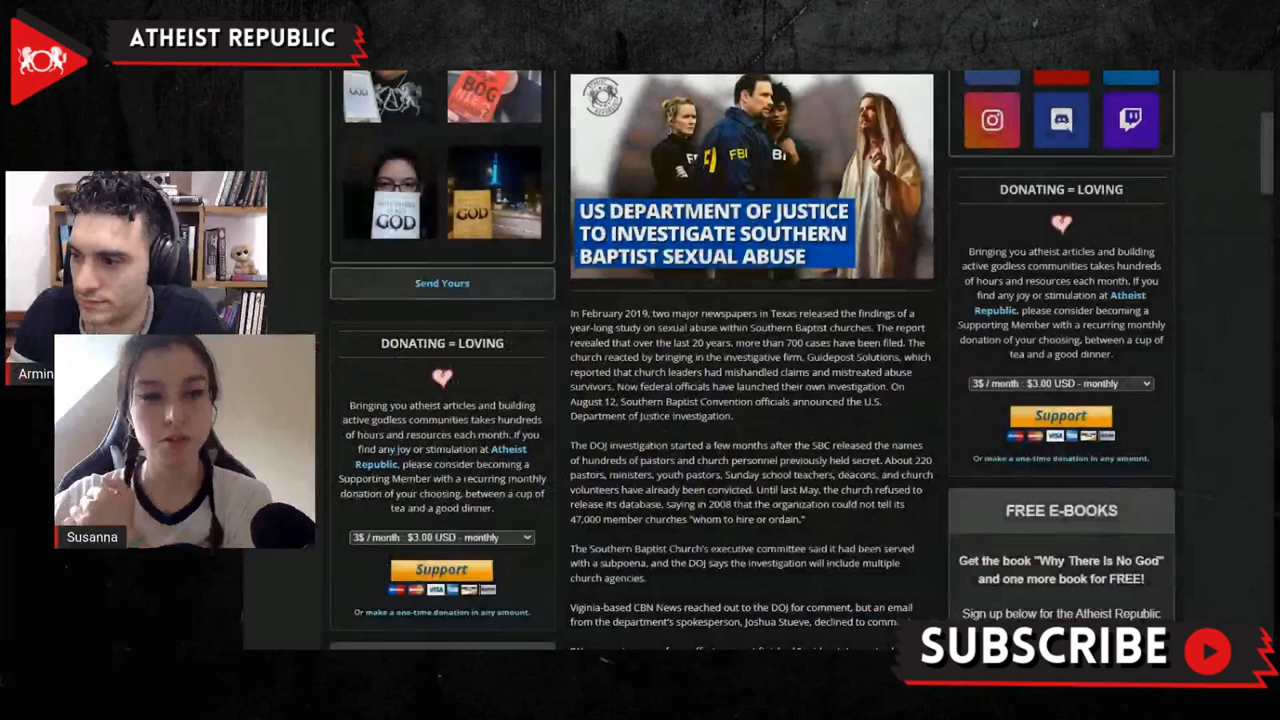 ATHEIST REPUBLIC
GOD
BÓG
GOD
GOD
Send Yours
DONATING = LOVING
Bringing you atheist articles and building
active godless communities takes hundreds
of hours and resources each month. If you
find any joy or stimulation at Atheist
Republic, please consider becoming a
Supporting Member with a recurring monthly
donation of your choosing, between a cup of
tea and a good dinner.
3$ / month : $3.00 USD - monthly
Support
VISA
Or make a one-time donation in any amount.
Armin
Susanna
FBI
US DEPARTMENT OF JUSTICE
TO INVESTIGATE SOUTHERN
BAPTIST SEXUAL ABUSE
In February 2019, two major newspapers in Texas released the findings of a
year-long study on sexual abuse within Southern Baptist churches. The report
revealed that over the last 20 years, more than 700 cases have been filed. The
church reacted by bringing in the investigative firm, Guidepost Solutions, which
reported that church leaders had mishandled claims and mistreated abuse
survivors. Now federal officials have launched their own investigation. On
August 12, Southern Baptist Convention officials announced the U.S.
Department of Justice investigation.
The DOJ investigation started a few months after the SBC released the names
of hundreds of pastors and church personnel previously held secret. About 220
pastors, ministers, youth pastors, Sunday school teachers, deacons, and church
volunteers have already been convicted. Until last May, the church refused to
release its database, saying in 2008 that the organization could not tell its
47,000 member churches "whom to hire or ordain."
The Southern Baptist Church's executive committee said it had been served
with a subpoena, and the DOJ says the investigation will include multiple
church agencies.
Viginia-based CBN News reached out to the DOJ for comment, but an email
from the department's spokesperson, Joshua Stueve, declined to comm
DONATING = LOVING
Bringing you atheist articles and building
active godless communities takes hundreds
of hours and resources each month. If you
find any joy or stimulation at Atheist
Republic, please consider becoming a
Supporting Member with a recurring monthly
donation of your choosing, between a cup of
tea and a good dinner.
3$ / month : $3.00 USD - monthly
Support
VISA
Or make a one-time donation in any amount.
FREE E-BOOKS
Get the book "Why There Is No God"
and one more book for FREE!
Sign up below for the Atheist Republic
SUBSCRIBE